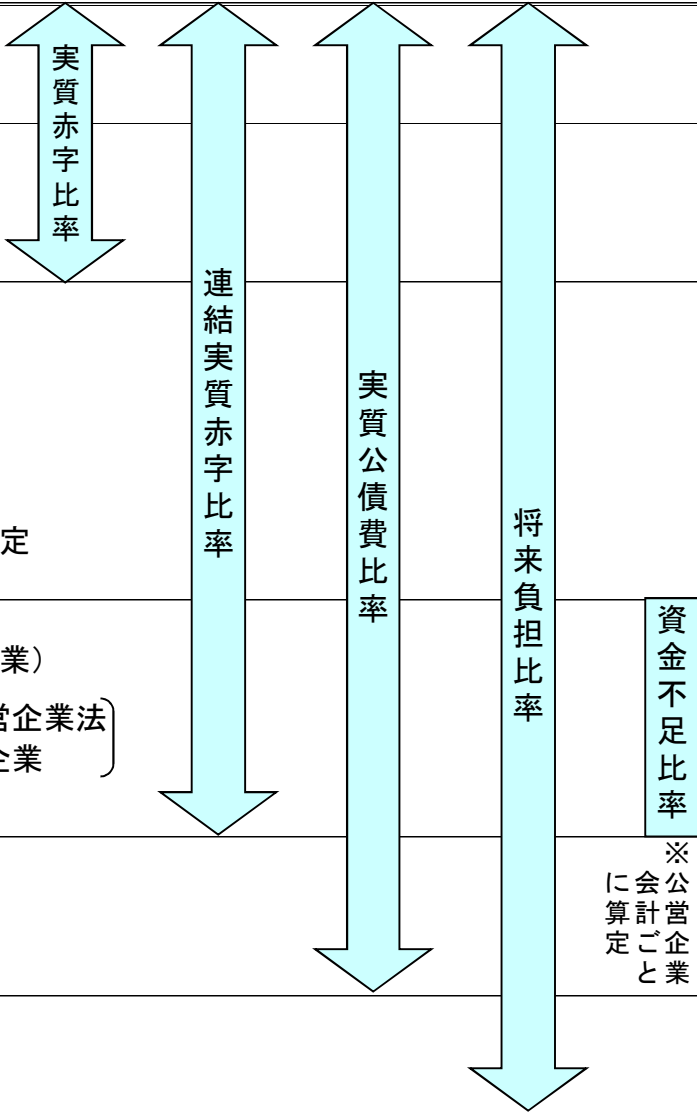 実質赤字比率
連結実質赤字比率
実質公債費比率
将来負担比率
定
業）
営企業法
企業
資金不足比率
※公営企業
会計ごと
に算定